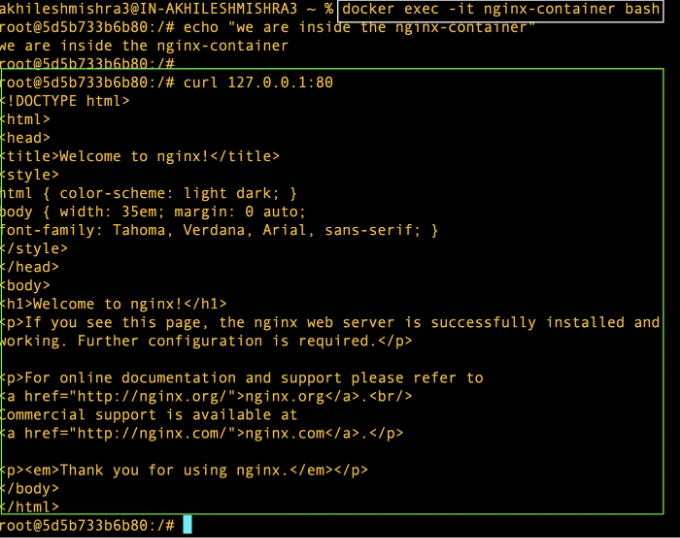 akhileshmishra3@IN-AKHILESHMISHRA3 ~ % docker exec -it nginx-container bash
root@5d5b733b6b80:/# echo "we are inside the nginx-container"
we are inside the nginx-container
root@5d5b733b6b80:/#
root@5d5b733b6b80:/# curl 127.0.0.1:80
<!DOCTYPE html>
<html>
<head>
<title>Welcome to nginx!</title>
<style>
html { color-scheme: light dark; }
body { width: 35em; margin: 0 auto;
font-family: Tahoma, Verdana, Arial, sans-serif; }
</style>
</head>
<body>
<h1>Welcome to nginx!</h1>
<p>If you see this page, the nginx web server is successfully installed and
working. Further configuration is required.</p>

<p>For online documentation and support please refer to
<a href="http://nginx.org/">nginx.org</a>.<br/>
Commercial support is available at
<a href="http://nginx.com/">nginx.com</a>.</p>

<p><em>Thank you for using nginx.</em></p>
</body>
</html>
root@5d5b733b6b80:/#